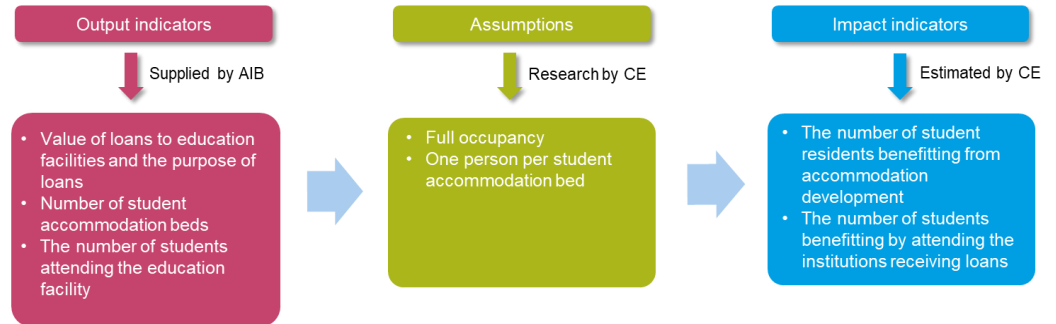 Output indicators
Supplied by AIB
• Value of loans to education
facilities and the purpose of
loans
• Number of student
accommodation beds
• The number of students
attending the education
facility
Assumptions
Research by CE
• Full occupancy
• One person per student
accommodation bed
Impact indicators
Estimated by CE
• The number of student
residents benefitting from
accommodation
development
• The number of students
benefitting by attending the
institutions receiving loans